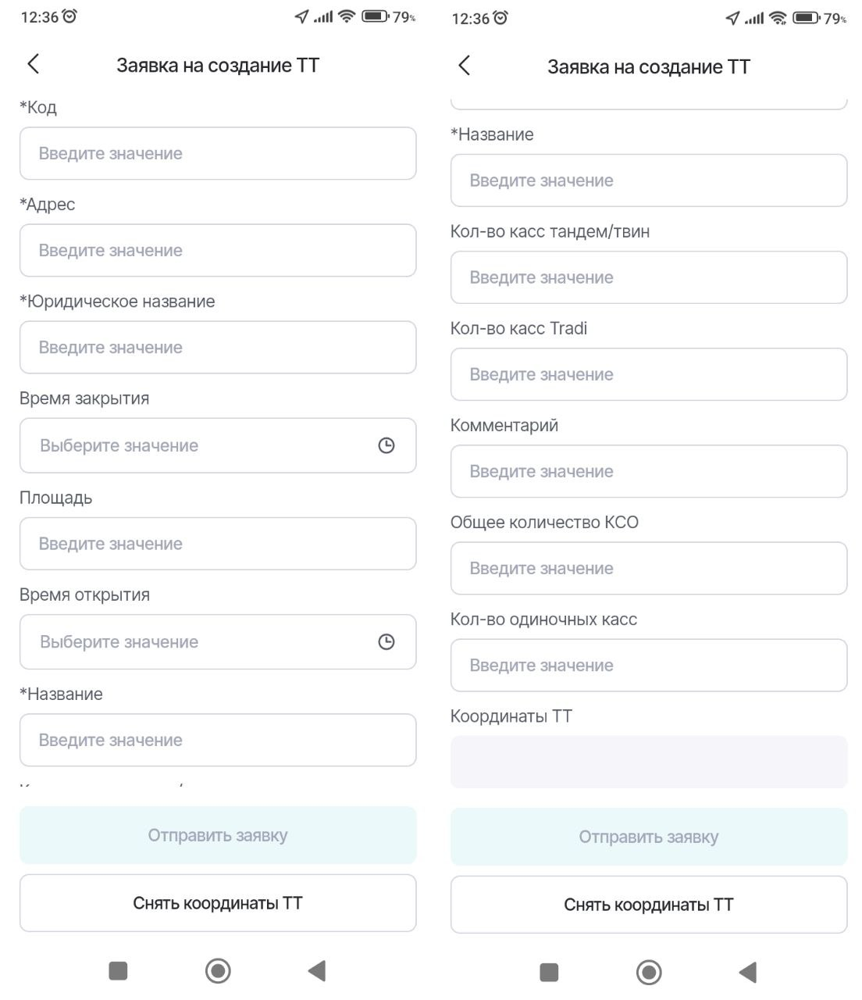 12:36
79%
Заявка на создание ТТ
*Код
Введите значение
*Адрес
Введите значение
*Юридическое название
Введите значение
Время закрытия
Выберите значение
Площадь
Введите значение
Время открытия
Выберите значение
*Название
Введите значение
Отправить заявку
Снять координаты ТТ
12:36
79%
Заявка на создание ТТ
*Название
Введите значение
Кол-во касс тандем/твин
Введите значение
Кол-во касс Tradi
Введите значение
Комментарий
Введите значение
Общее количество КСО
Введите значение
Кол-во одиночных касс
Введите значение
Координаты ТТ
Отправить заявку
Снять координаты ТТ